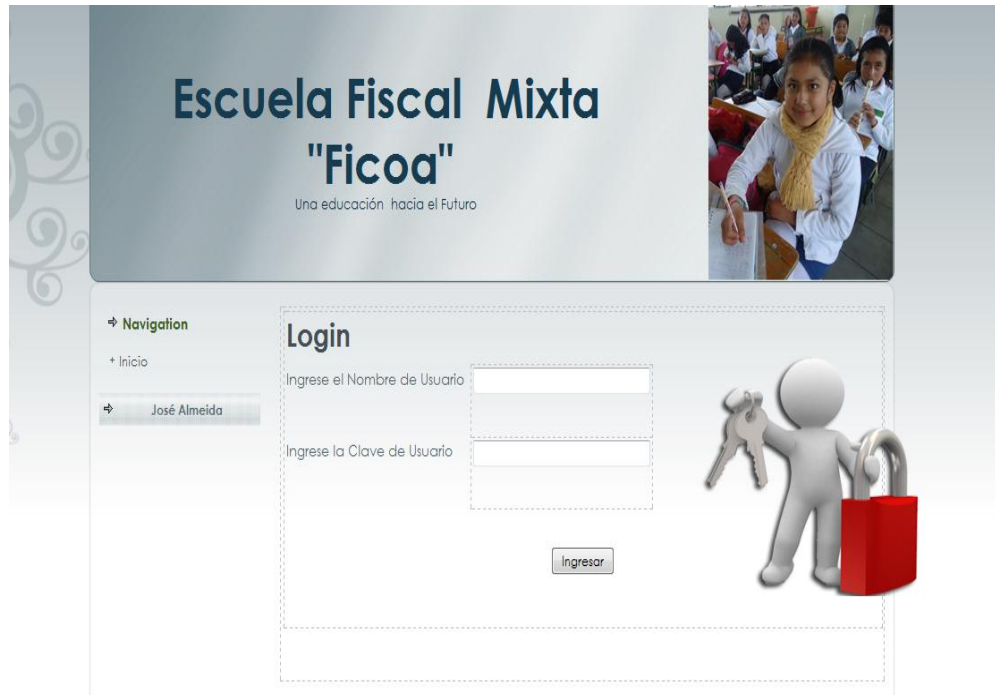 Escuela Fiscal Mixta
"Ficoa"
Una educación hacia el Futuro
Navigation
+ Inicio
José Almeida
Login
Ingrese el Nombre de Usuario
Ingrese la Clave de Usuario
Ingresar